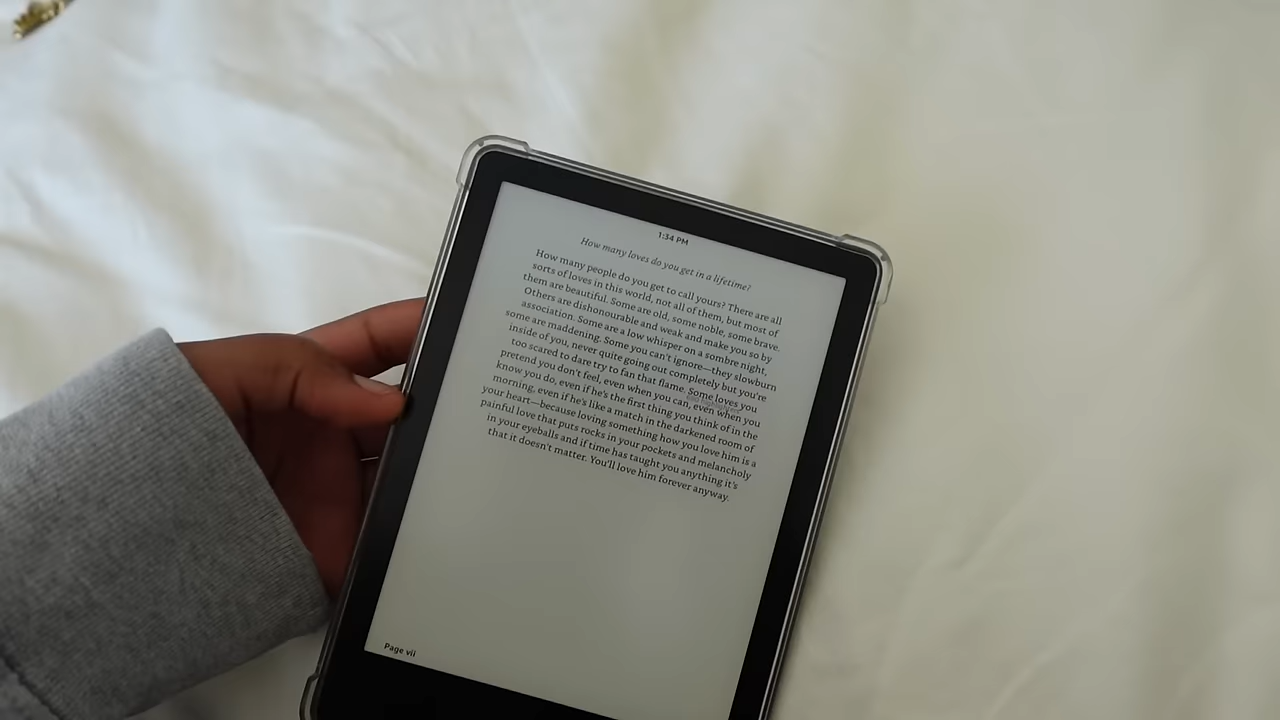 1:34 PM
How many loves do you get in a lifetime?
How many people do you get to call yours? There are all
sorts of loves in this world, not all of them, but most of
them are beautiful. Some are old, some noble, some brave.
Others are dishonourable and weak and make you so by
association. Some are a low whisper on a sombre night,
some are maddening. Some you can't ignore—they slowburn
inside of you, never quite going out completely but you're
too scared to dare try to fan that flame. Some loves you
pretend you don't feel, even when you can, even when you
know you do, even if he's the first thing you think of in the
morning, even if he's like a match in the darkened room of
your heart—because loving something how you love him is a
painful love that puts rocks in your pockets and melancholy
in your eyeballs and if time has taught you anything it's
that it doesn't matter. You'll love him forever anyway.
Page vii